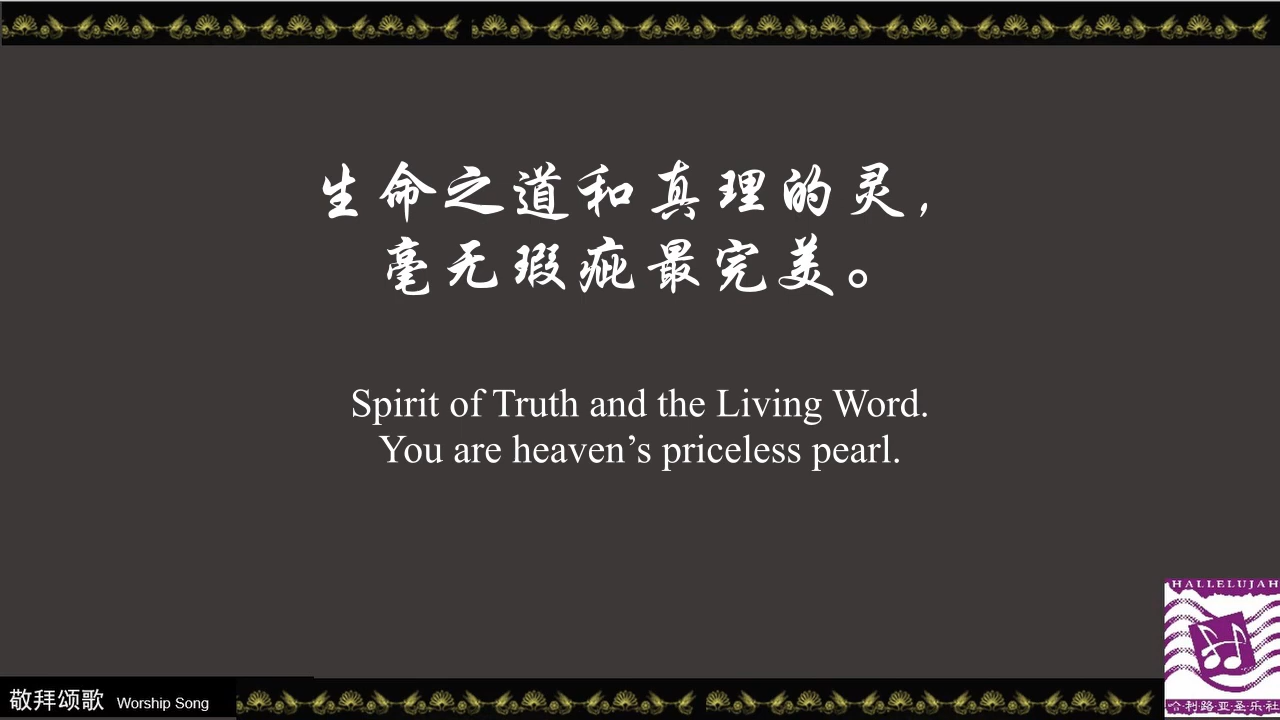 生命之道和真理的灵，
毫无瑕疵最完美。
Spirit of Truth and the Living Word.
You are heaven’s priceless pearl.
HALLELUJAH
哈利路亚圣乐社
敬拜颂歌 Worship Song